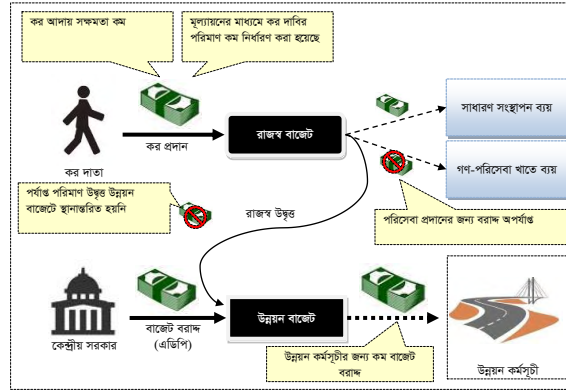 কর আদায় সক্ষমতা কম
মূল্যায়নের মাধ্যমে কর দাবির
পরিমাণ কম নির্ধারণ করা হয়েছে
সাধারণ সংস্থাপন ব্যয়
রাজস্ব বাজেট
কর প্রদান
গণ-পরিসেবা খাতে ব্যয়
কর দাতা
পর্যাপ্ত পরিমাণ উদ্বৃত্ত উন্নয়ন
বাজেটে স্থানান্তরিত হয়নি
রাজস্ব উদ্বৃত্ত
পরিসেবা প্রদানের জন্য বরাদ্দ অপর্যাপ্ত
উন্নয়ন বাজেট
বাজেট বরাদ্দ
(এডিপি)
কেন্দ্রীয় সরকার
উন্নয়ন কর্মসূচীর জন্য কম বাজেট
বরাদ্দ
উন্নয়ন কর্মসূচী